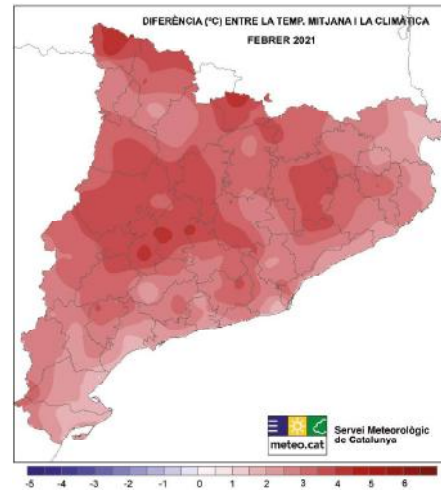 DIFERÈNCIA (ºC) ENTRE LA TEMP. MITJANA I LA CLIMÀTICA
FEBRER 2021
meteo.cat
Servei Meteorològic
de Catalunya
-5 -4 -3 -2 -1 0 1 2 3 4 5 6